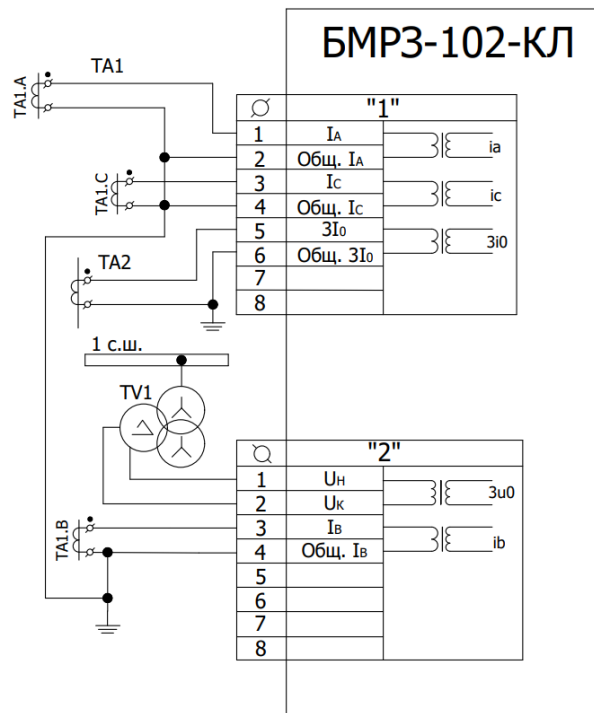 БМРЗ-102-КЛ
TA1
TA1.A
"1"
1 IA ia
2 Общ. IA
TA1.C
3 IC ic
4 Общ. IC
5 3I0 3i0
6 Общ. 3I0
7
8
TA2
1 с.ш.
TV1
"2"
1 UН 3u0
2 UК
TA1.B
3 IB ib
4 Общ. IB
5
6
7
8